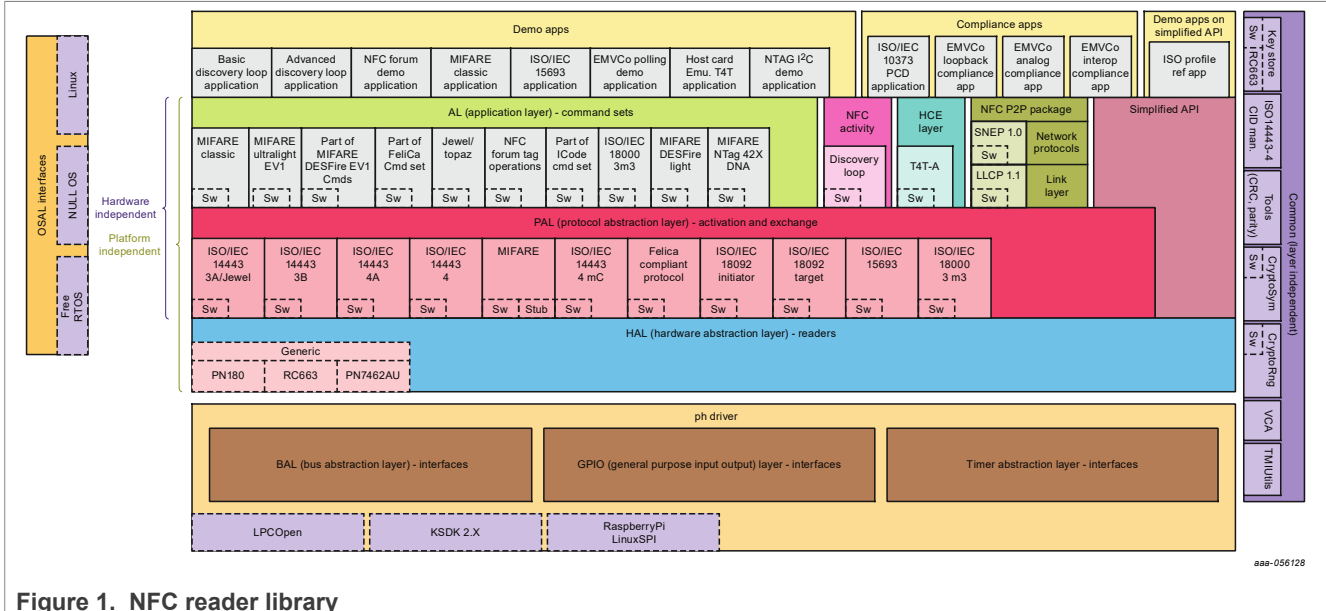 Demo apps
Compliance apps
Demo apps on
simplified API
Basic
discovery loop
application
Advanced
discovery loop
application
NFC forum
demo
application
MIFARE
classic
application
ISO/IEC
15693
application
EMVCo polling
demo
application
Host card
Emu. T4T
application
NTAG I²C
demo
application
ISO/IEC
10373
PCD
application
EMVCo
loopback
compliance
app
EMVCo
analog
compliance
app
EMVCo
interop
compliance
app
ISO profile
ref app
OSAL interfaces
Linux
NULL OS
Free
RTOS
Hardware
independent
Platform
independent
AL (application layer) - command sets
MIFARE
classic
Sw
MIFARE
ultralight
EV1
Sw
Part of
MIFARE
DESFire EV1
Cmds
Sw
Part of
FeliCa
Cmd set
Sw
Jewel/
topaz
Sw
NFC
forum tag
operations
Sw
Part of
ICode
cmd set
Sw
ISO/IEC
18000
3m3
Sw
MIFARE
DESFire
light
Sw
MIFARE
NTag 42X
DNA
Sw
NFC
activity
Discovery
loop
Sw
HCE
layer
T4T-A
Sw
NFC P2P package
SNEP 1.0
Sw
Network
protocols
LLCP 1.1
Sw
Link
layer
Simplified API
PAL (protocol abstraction layer) - activation and exchange
ISO/IEC
14443
3A/Jewel
Sw
ISO/IEC
14443
3B
Sw
ISO/IEC
14443
4A
Sw
ISO/IEC
14443
4
Sw
MIFARE
Sw
Stub
ISO/IEC
14443
4 mC
Sw
Felica
compliant
protocol
Sw
ISO/IEC
18092
initiator
Sw
ISO/IEC
18092
target
Sw
ISO/IEC
15693
Sw
ISO/IEC
18000
3 m3
Sw
HAL (hardware abstraction layer) - readers
Generic
PN180
RC663
PN7462AU
ph driver
BAL (bus abstraction layer) - interfaces
GPIO (general purpose input output) layer - interfaces
Timer abstraction layer - interfaces
LPCOpen
KSDK 2.X
RaspberryPi
LinuxSPI
Common (layer independent)
Key store
Sw
RC663
ISO14443-4
CID man.
Tools
(CRC, parity)
CryptoSym
Sw
CryptoRng
Sw
VCA
TMIUtils
aaa-056128
Figure 1. NFC reader library